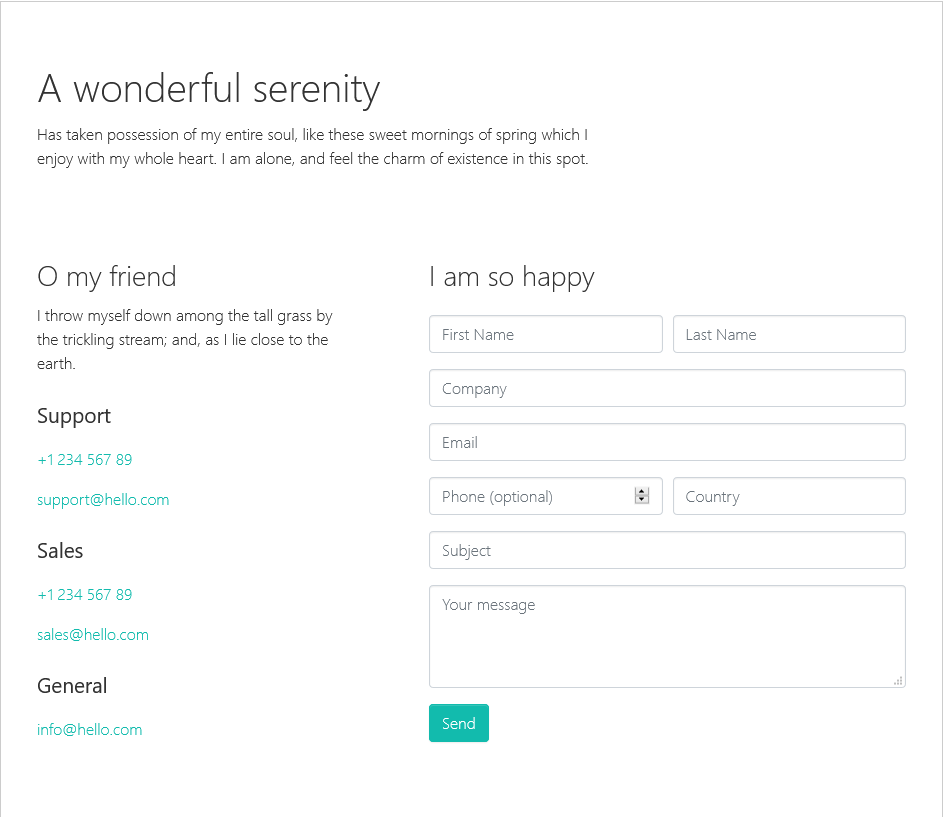 A wonderful serenity
Has taken possession of my entire soul, like these sweet mornings of spring which I
enjoy with my whole heart. I am alone, and feel the charm of existence in this spot.
O my friend
I throw myself down among the tall grass by
the trickling stream; and, as I lie close to the
earth.
Support
+1 234 567 89
support@hello.com
Sales
+1 234 567 89
sales@hello.com
General
info@hello.com
I am so happy
First Name
Last Name
Company
Email
Phone (optional)
Country
Subject
Your message
Send